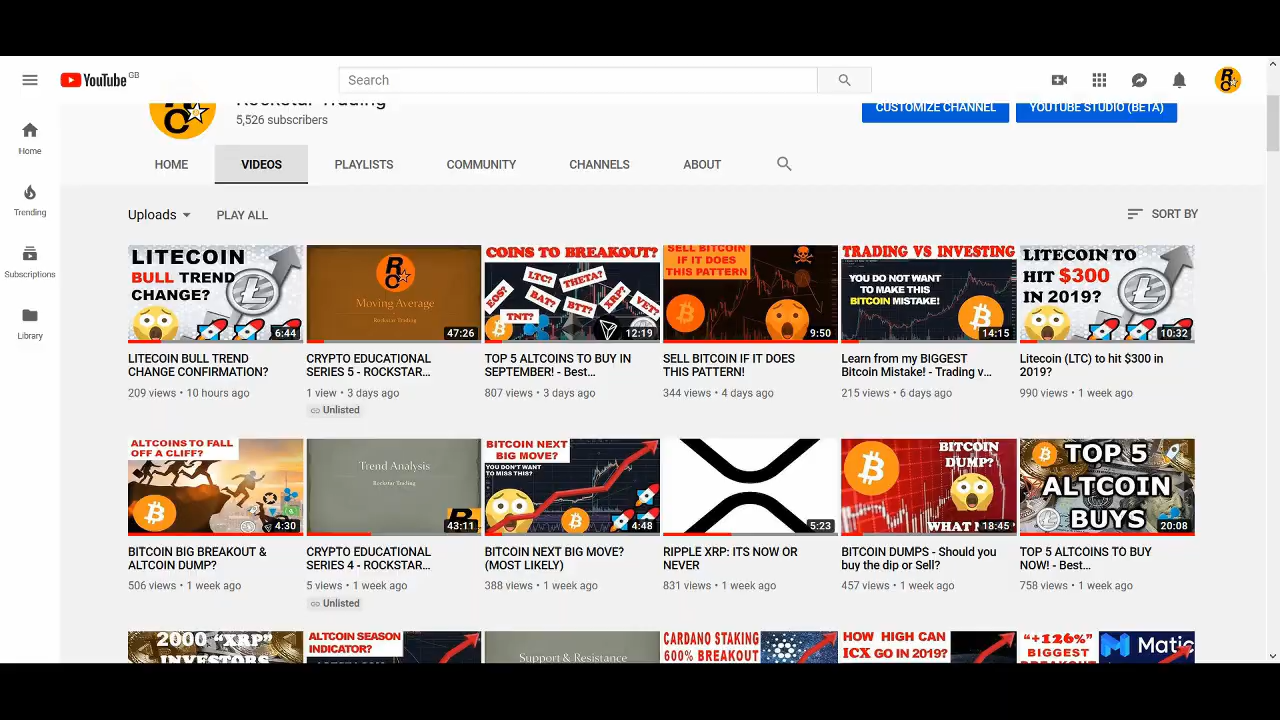 YouTube GB
Search
Rockstar Trading
5,526 subscribers
CUSTOMIZE CHANNEL
YOUTUBE STUDIO (BETA)
Home
Trending
Subscriptions
Library
HOME
VIDEOS
PLAYLISTS
COMMUNITY
CHANNELS
ABOUT
Uploads
PLAY ALL
SORT BY
LITECOIN
BULL TREND
CHANGE?
6:44
LITECOIN BULL TREND
CHANGE CONFIRMATION?
209 views • 10 hours ago
Moving Average
Rockstar Trading
47:26
CRYPTO EDUCATIONAL
SERIES 5 - ROCKSTAR...
1 view • 3 days ago
Unlisted
COINS TO BREAKOUT?
LTC?
THETA?
EOS?
BAT?
BTT?
XRP?
VET?
TNT?
12:19
TOP 5 ALTCOINS TO BUY IN
SEPTEMBER! - Best...
807 views • 3 days ago
SELL BITCOIN
IF IT DOES
THIS PATTERN
9:50
SELL BITCOIN IF IT DOES
THIS PATTERN!
344 views • 4 days ago
TRADING VS INVESTING
YOU DO NOT WANT
TO MAKE THIS
BITCOIN MISTAKE!
14:15
Learn from my BIGGEST
Bitcoin Mistake! - Trading v...
215 views • 6 days ago
LITECOIN TO
HIT $300
IN 2019?
10:32
Litecoin (LTC) to hit $300 in
2019?
990 views • 1 week ago
ALTCOINS TO FALL
OFF A CLIFF?
4:30
BITCOIN BIG BREAKOUT &
ALTCOIN DUMP?
506 views • 1 week ago
Trend Analysis
Rockstar Trading
43:11
CRYPTO EDUCATIONAL
SERIES 4 - ROCKSTAR...
5 views • 1 week ago
Unlisted
BITCOIN NEXT
BIG MOVE?
YOU DON'T WANT
TO MISS THIS?
4:48
BITCOIN NEXT BIG MOVE?
(MOST LIKELY)
388 views • 1 week ago
5:23
RIPPLE XRP: ITS NOW OR
NEVER
831 views • 1 week ago
BITCOIN
DUMP?
WHAT N
18:45
BITCOIN DUMPS - Should you
buy the dip or Sell?
457 views • 1 week ago
TOP 5
ALTCOIN
BUYS
20:08
TOP 5 ALTCOINS TO BUY
NOW! - Best...
758 views • 1 week ago
2000 "XRP"
INVESTORS
ALTCOIN SEASON
INDICATOR?
Support & Resistance
CARDANO STAKING
600% BREAKOUT
HOW HIGH CAN
ICX GO IN 2019?
"+126%"
BIGGEST
BREAKOUT
Matic